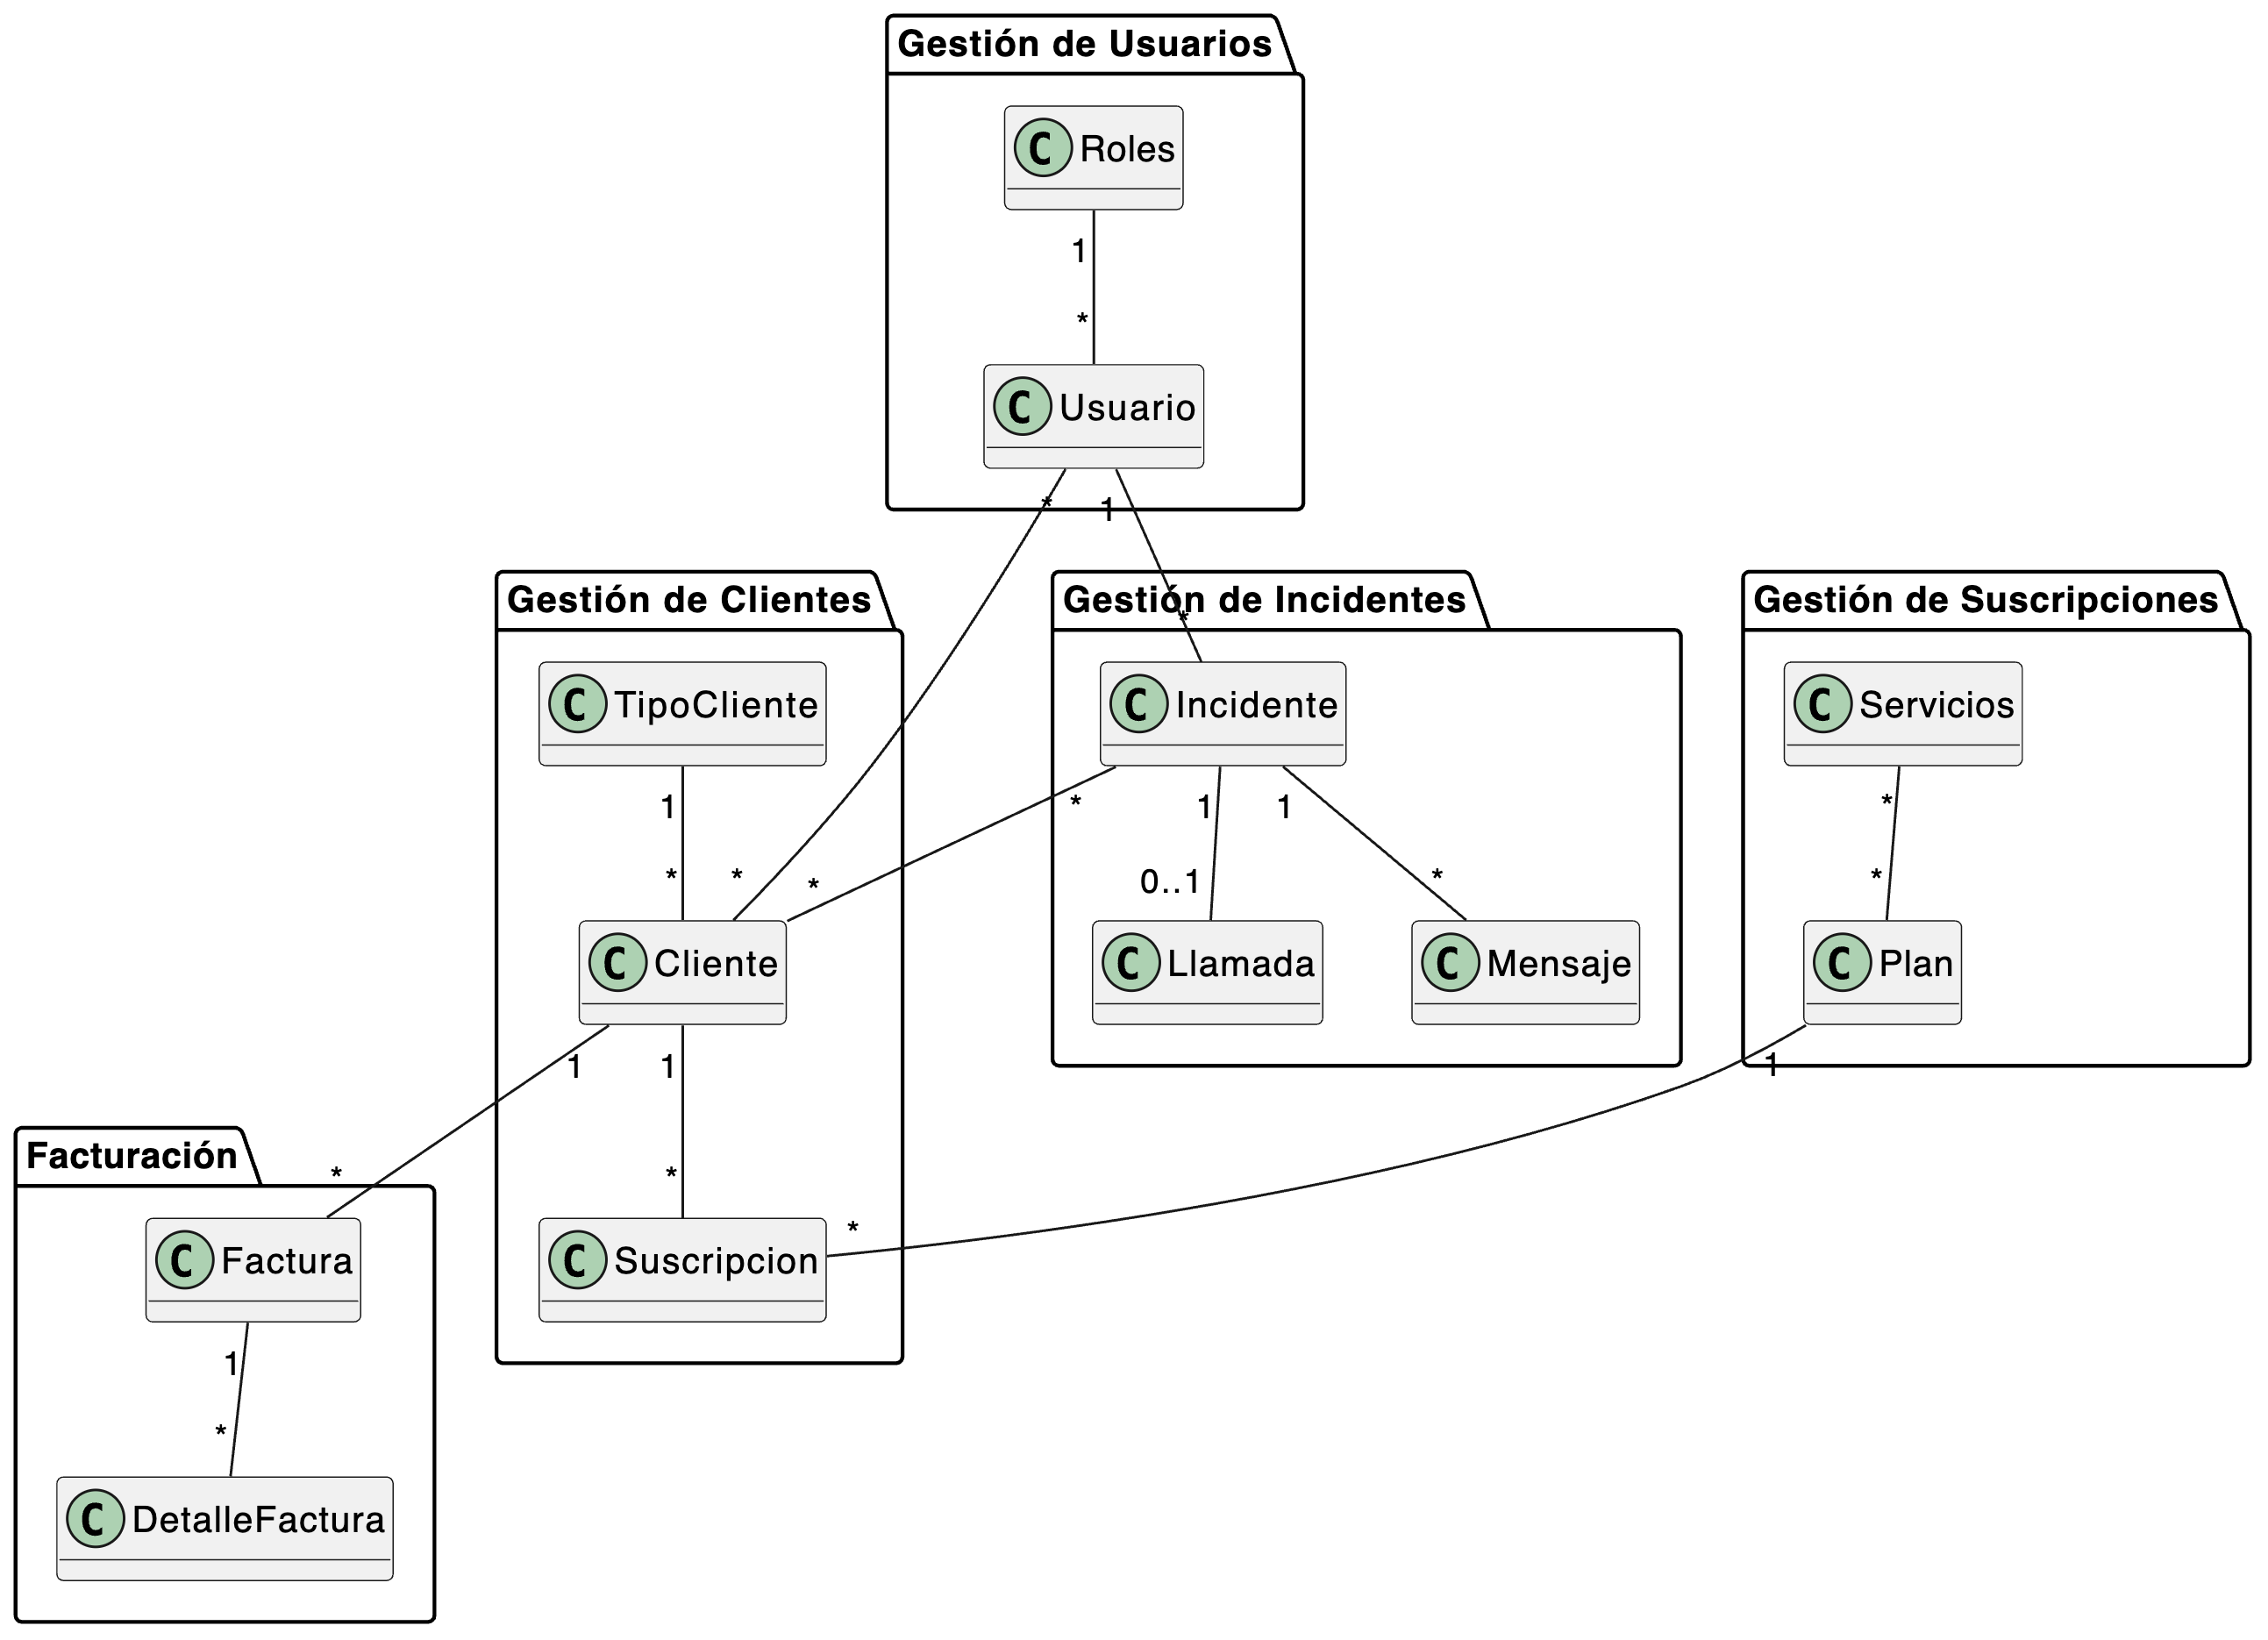 Gestión de Usuarios
C Roles
1
*
C Usuario
*
1
Gestión de Clientes
C TipoCliente
1
*
*
*
C Cliente
1
1
*
C Suscripcion
*
Gestión de Incidentes
*
C Incidente
*
1
1
0..1
*
C Llamada
C Mensaje
Gestión de Suscripciones
C Servicios
*
*
C Plan
1
Facturación
*
C Factura
1
*
C DetalleFactura